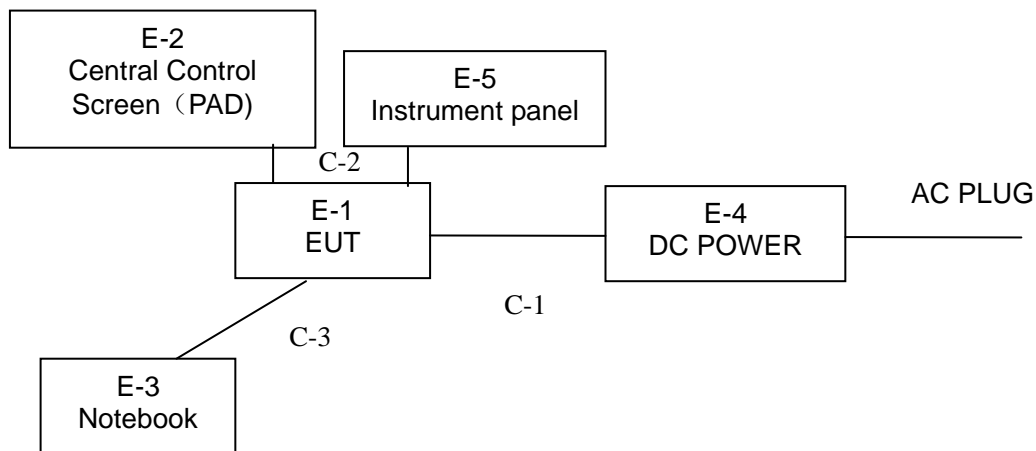 E-2
Central Control
Screen（PAD)
E-5
Instrument panel
C-2
E-1
EUT
E-4
DC POWER
AC PLUG
C-1
C-3
E-3
Notebook